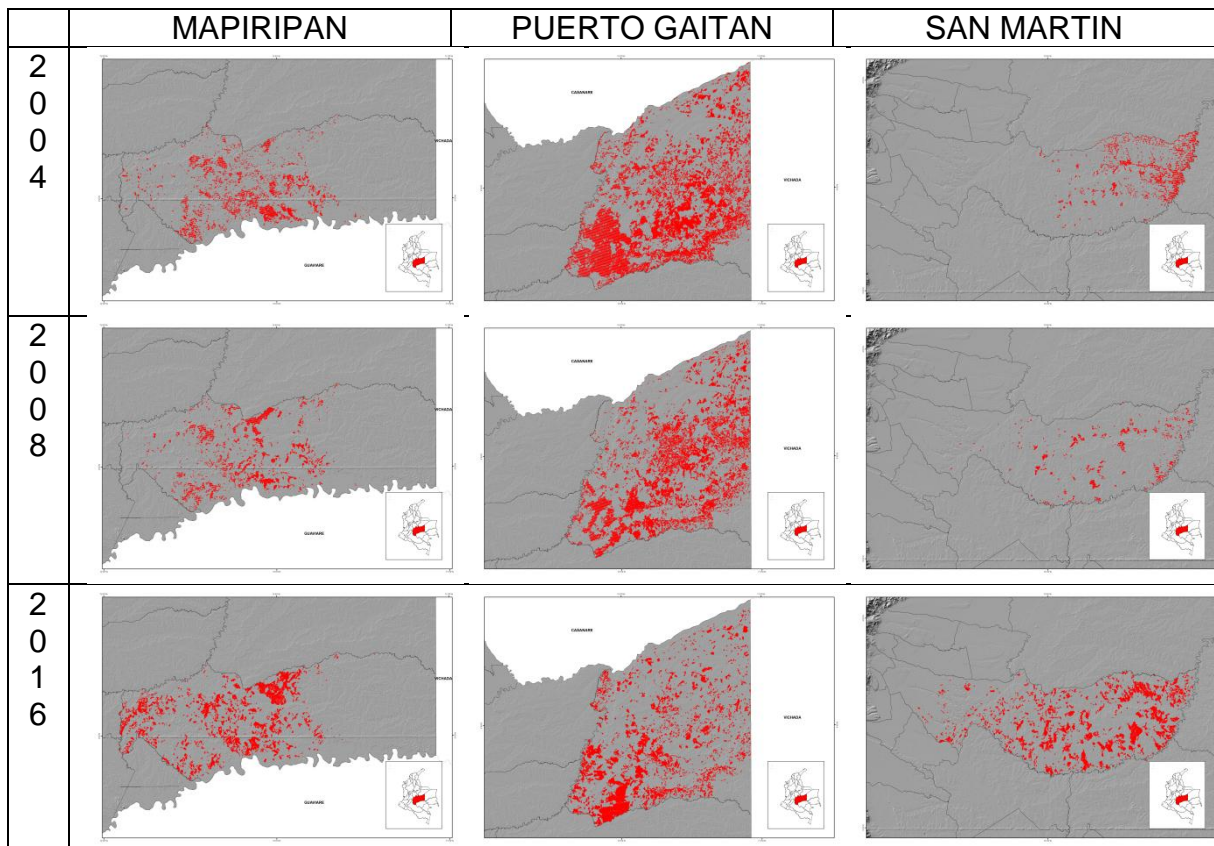 MAPIRIPAN
PUERTO GAITAN
SAN MARTIN
2
0
0
4
VICHADA
GUAVIARE
CASANARE
VICHADA
2
0
0
8
VICHADA
GUAVIARE
CASANARE
VICHADA
2
0
1
6
VICHADA
GUAVIARE
CASANARE
VICHADA